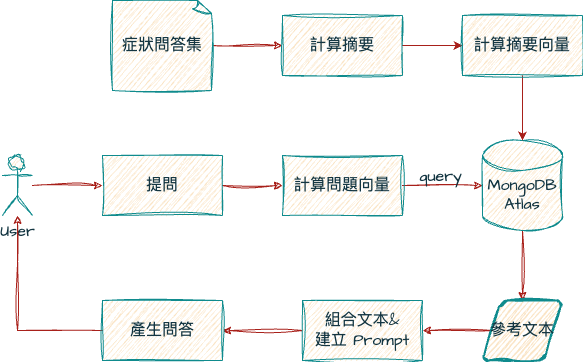 症狀問答集
計算摘要
計算摘要向量
提問
計算問題向量
query
MongoDB
Atlas
User
產生問答
組合文本&
建立 Prompt
參考文本